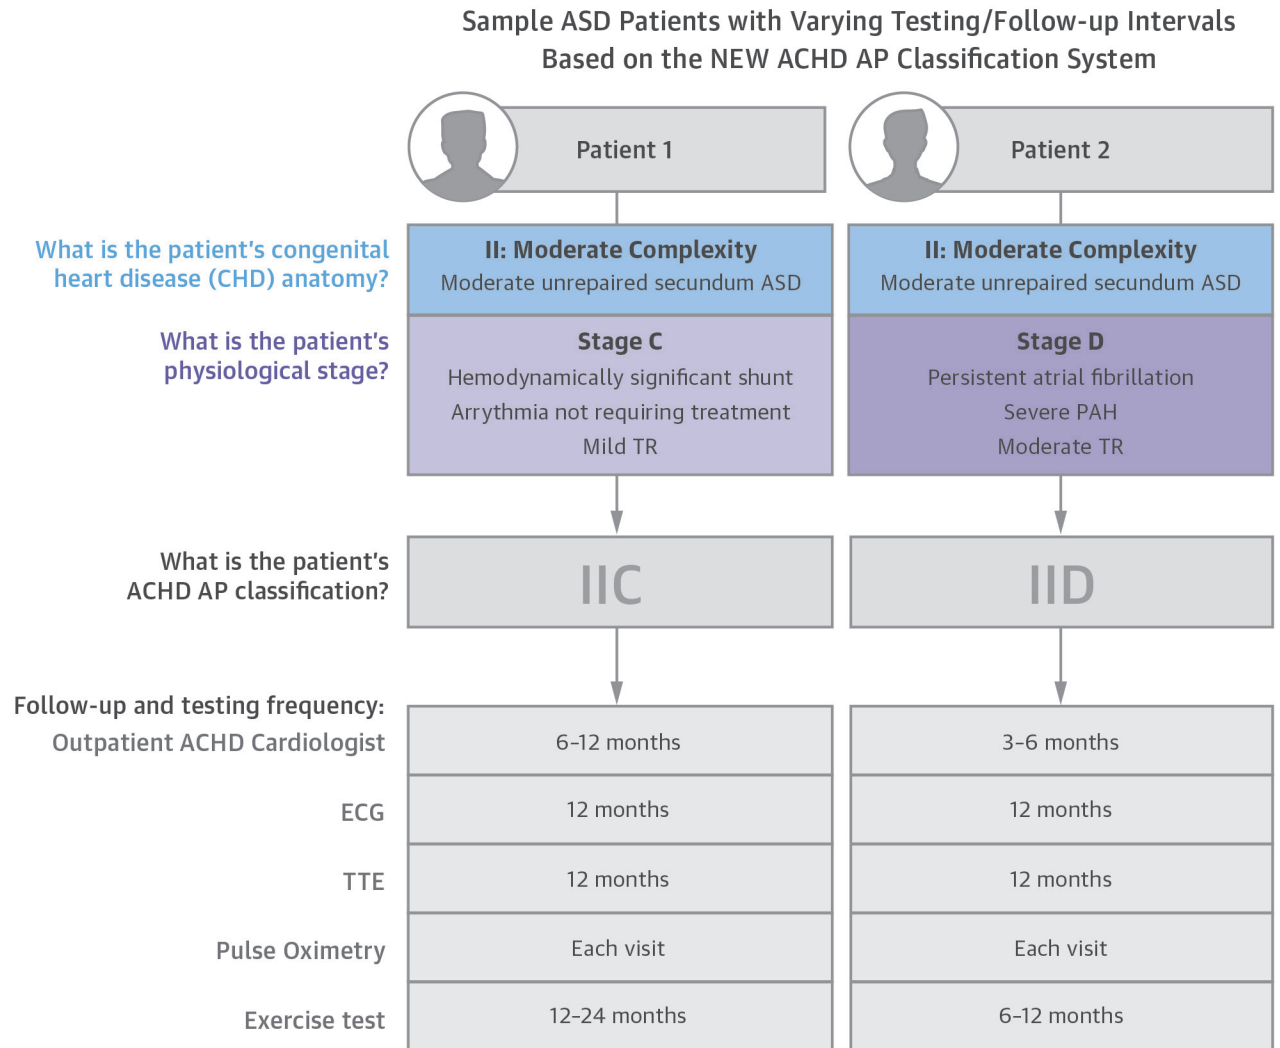 Sample ASD Patients with Varying Testing/Follow-up Intervals
Based on the NEW ACHD AP Classification System
Patient 1
Patient 2
What is the patient's congenital
heart disease (CHD) anatomy?
II: Moderate Complexity
Moderate unrepaired secundum ASD
II: Moderate Complexity
Moderate unrepaired secundum ASD
What is the patient's
physiological stage?
Stage C
Hemodynamically significant shunt
Arrythmia not requiring treatment
Mild TR
Stage D
Persistent atrial fibrillation
Severe PAH
Moderate TR
What is the patient's
ACHD AP classification?
IIC
IID
Follow-up and testing frequency:
Outpatient ACHD Cardiologist
6–12 months
3–6 months
ECG
12 months
12 months
TTE
12 months
12 months
Pulse Oximetry
Each visit
Each visit
Exercise test
12–24 months
6–12 months